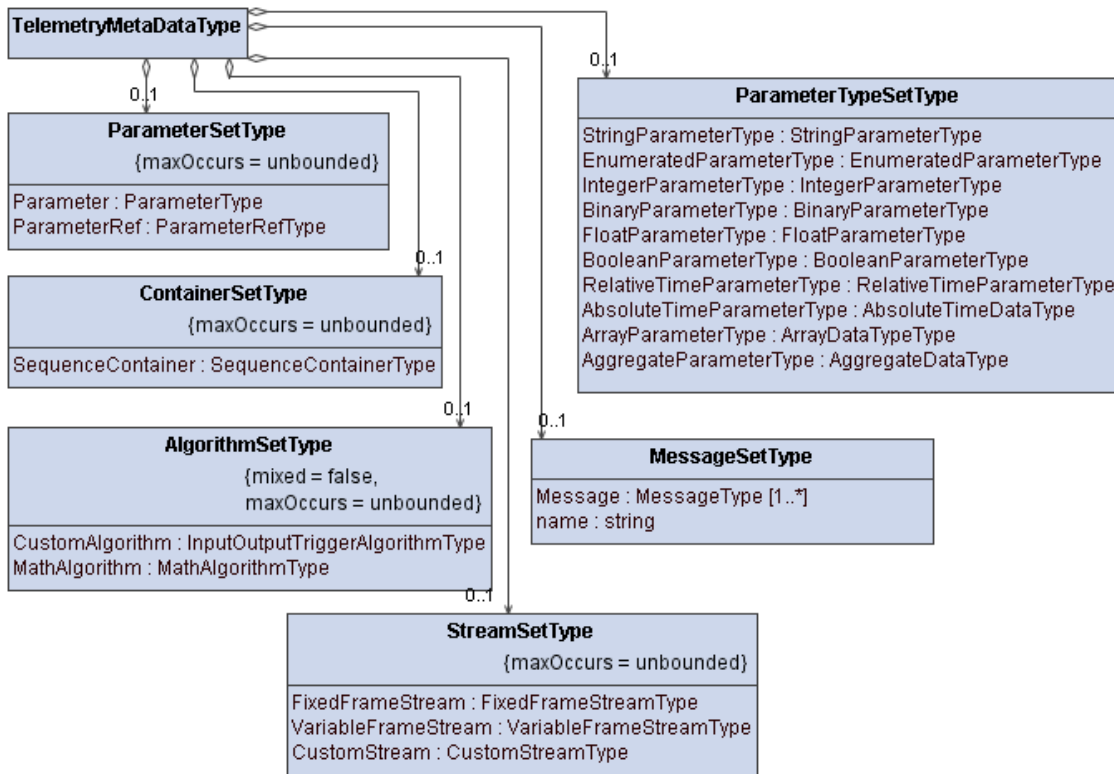 TelemetryMetaDataType
0..1
0..1
ParameterTypeSetType
StringParameterType : StringParameterType
EnumeratedParameterType : EnumeratedParameterType
IntegerParameterType : IntegerParameterType
BinaryParameterType : BinaryParameterType
FloatParameterType : FloatParameterType
BooleanParameterType : BooleanParameterType
RelativeTimeParameterType : RelativeTimeParameterType
AbsoluteTimeParameterType : AbsoluteTimeDataType
ArrayParameterType : ArrayDataTypeType
AggregateParameterType : AggregateDataType
ParameterSetType
{maxOccurs = unbounded}
Parameter : ParameterType
ParameterRef : ParameterRefType
0..1
ContainerSetType
{maxOccurs = unbounded}
SequenceContainer : SequenceContainerType
0..1
AlgorithmSetType
{mixed = false,
maxOccurs = unbounded}
CustomAlgorithm : InputOutputTriggerAlgorithmType
MathAlgorithm : MathAlgorithmType
0..1
MessageSetType
Message : MessageType [1..*]
name : string
0..1
StreamSetType
{maxOccurs = unbounded}
FixedFrameStream : FixedFrameStreamType
VariableFrameStream : VariableFrameStreamType
CustomStream : CustomStreamType